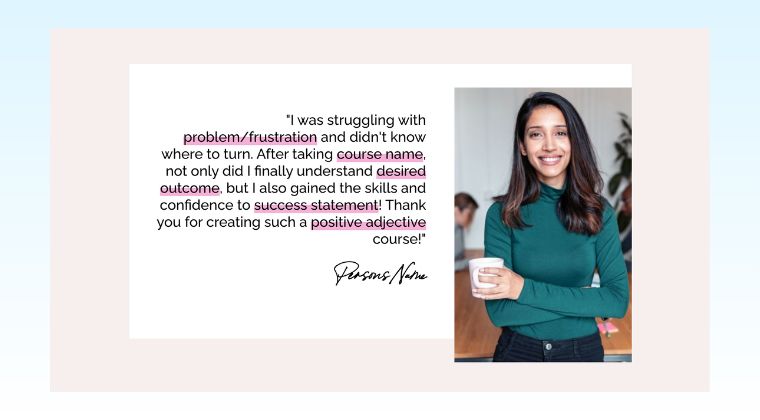 "I was struggling with
problem/frustration and didn't know
where to turn. After taking course name,
not only did I finally understand desired
outcome, but I also gained the skills and
confidence to success statement! Thank
you for creating such a positive adjective
course!"
Persons Name